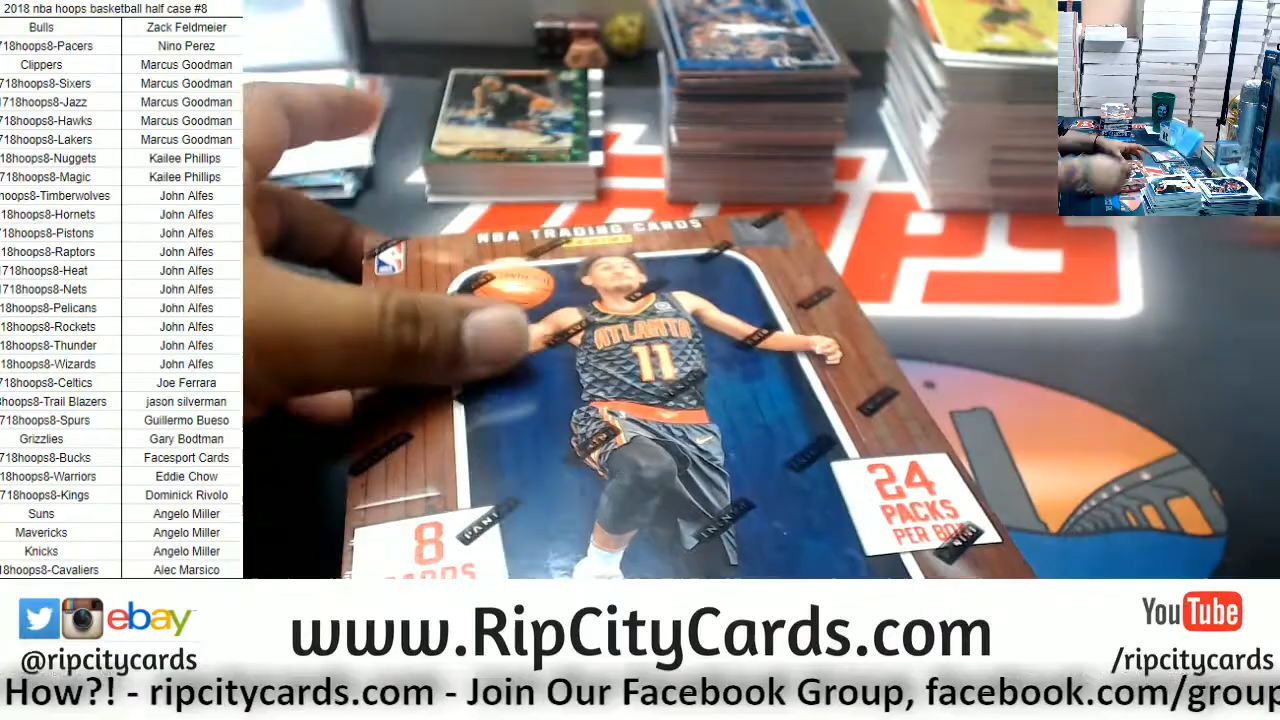 2018 nba hoops basketball half case #8
Bulls Zack Feldmeier
718hoops8-Pacers Nino Perez
Clippers Marcus Goodman
718hoops8-Sixers Marcus Goodman
1718hoops8-Jazz Marcus Goodman
718hoops8-Hawks Marcus Goodman
718hoops8-Lakers Marcus Goodman
18hoops8-Nuggets Kailee Phillips
718hoops8-Magic Kailee Phillips
hoops8-Timberwolves John Alfes
18hoops8-Hornets John Alfes
718hoops8-Pistons John Alfes
18hoops8-Raptors John Alfes
1718hoops8-Heat John Alfes
1718hoops8-Nets John Alfes
18hoops8-Pelicans John Alfes
18hoops8-Rockets John Alfes
18hoops8-Thunder John Alfes
18hoops8-Wizards John Alfes
718hoops8-Celtics Joe Ferrara
hoops8-Trail Blazers jason silverman
718hoops8-Spurs Guillermo Bueso
Grizzlies Gary Bodtman
718hoops8-Bucks Facesport Cards
18hoops8-Warriors Eddie Chow
718hoops8-Kings Dominick Rivolo
Suns Angelo Miller
Mavericks Angelo Miller
Knicks Angelo Miller
18hoops8-Cavaliers Alec Marsico
NBA TRADING CARDS
PANINI
ATLANTA
11
24
PACKS
PER BOX
8
CARDS
ebay
@ripcitycards
www.RipCityCards.com
YouTube
/ripcitycards
How?! - ripcitycards.com - Join Our Facebook Group, facebook.com/group